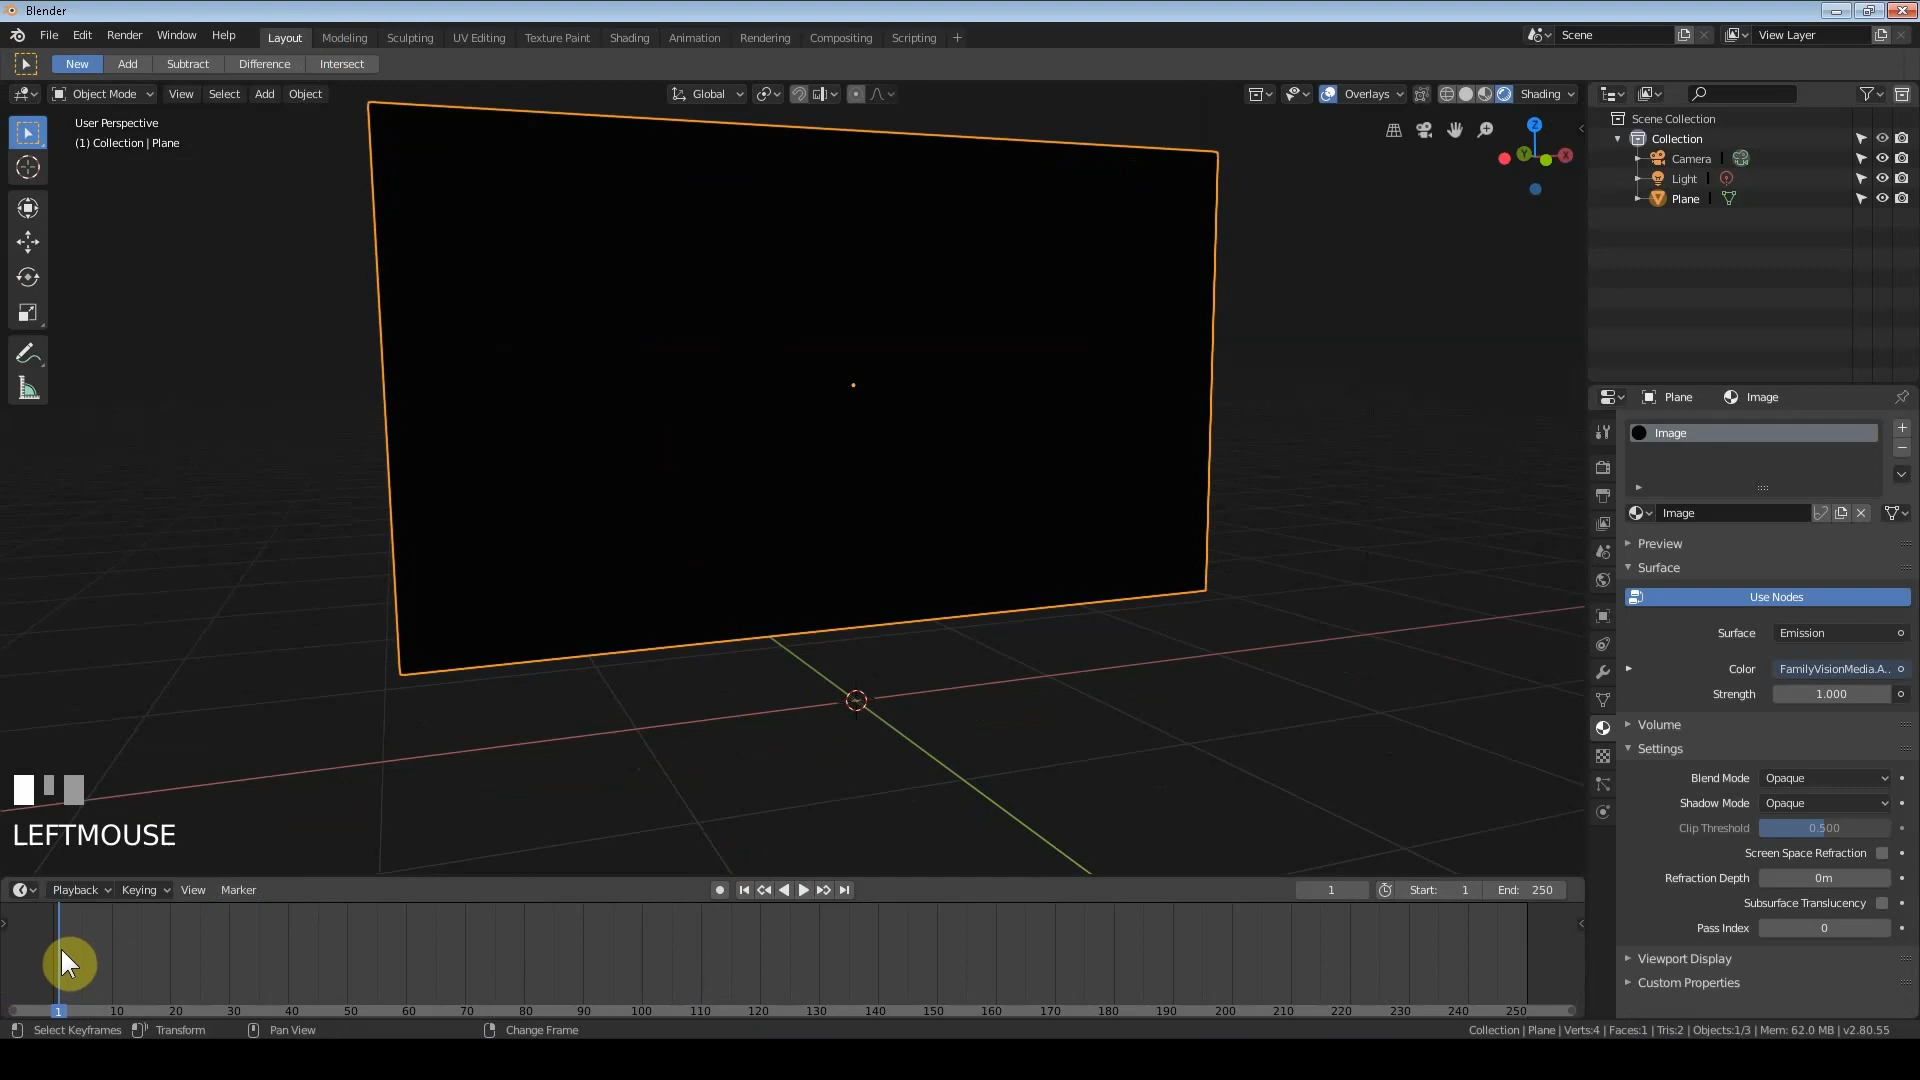 Blender
File Edit Render Window Help Layout Modeling Sculpting UV Editing Texture Paint Shading Animation Rendering Compositing Scripting + Scene View Layer
New Add Subtract Difference Intersect
Object Mode View Select Add Object Global Overlays Shading
User Perspective
(1) Collection | Plane
Z
Y
X
Scene Collection
Collection
Camera
Light
Plane
Plane Image
Image
Image
Preview
Surface
Use Nodes
Surface Emission
Color FamilyVisionMedia.A..
Strength 1.000
Volume
Settings
Blend Mode Opaque
Shadow Mode Opaque
Clip Threshold 0.500
Screen Space Refraction
Refraction Depth 0m
Subsurface Translucency
Pass Index 0
Viewport Display
Custom Properties
LEFTMOUSE
Playback Keying View Marker 1 Start: 1 End: 250
1 10 20 30 40 50 60 70 80 90 100 110 120 130 140 150 160 170 180 190 200 210 220 230 240 250
Select Keyframes Transform Pan View Change Frame Collection | Plane | Verts:4 | Faces:1 | Tris:2 | Objects:1/3 | Mem: 62.0 MB | v2.80.55